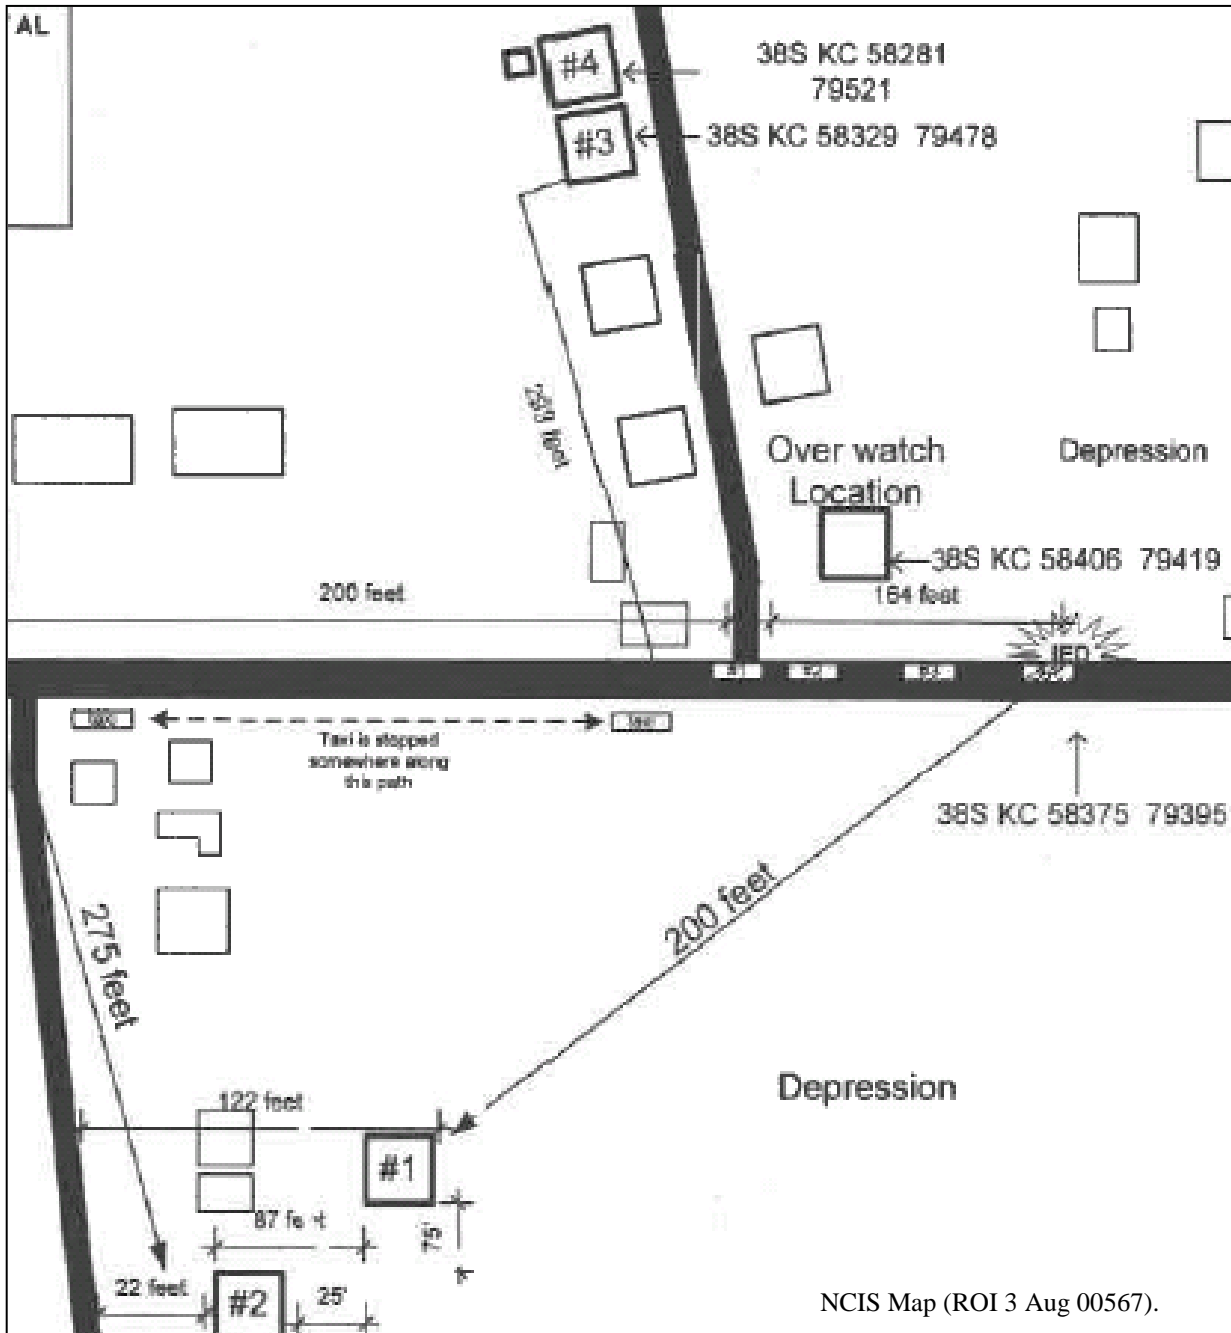 AL
#4
38S KC 58281
79521
#3
38S KC 58329 79478
Over watch
Location
Depression
38S KC 58406 79419
200 feet
164 feet
IED
Taxi is stopped
somewhere along
this path
38S KC 58375 79395
200 feet
275 feet
122 feet
Depression
#1
87 feet
75'
22 feet
#2
25'
NCIS Map (ROI 3 Aug 00567).